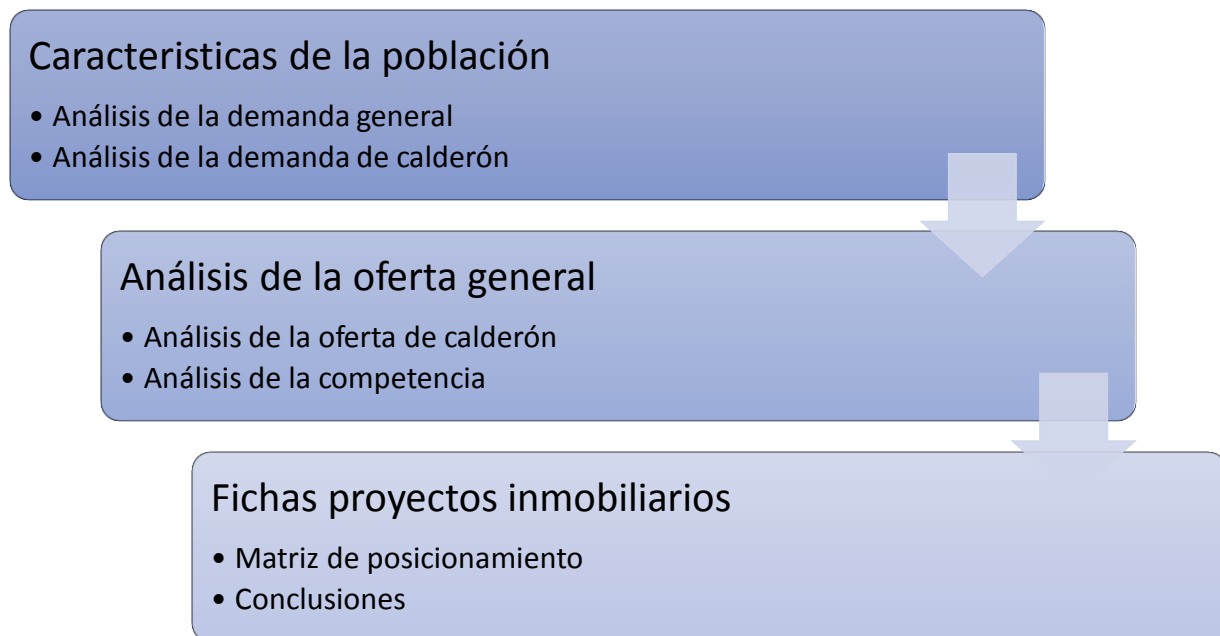 Caracteristicas de la población
• Análisis de la demanda general
• Análisis de la demanda de calderón
Análisis de la oferta general
• Análisis de la oferta de calderón
• Análisis de la competencia
Fichas proyectos inmobiliarios
• Matriz de posicionamiento
• Conclusiones